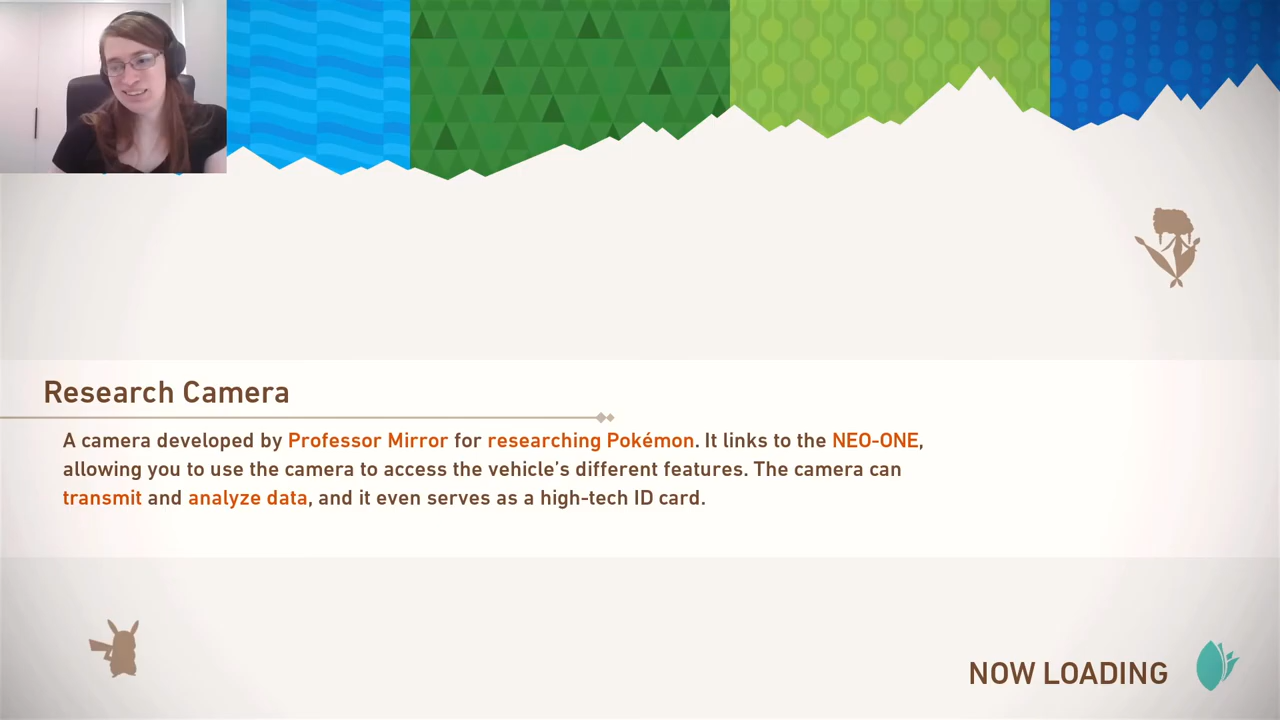 Research Camera
A camera developed by Professor Mirror for researching Pokémon. It links to the NEO-ONE,
allowing you to use the camera to access the vehicle's different features. The camera can
transmit and analyze data, and it even serves as a high-tech ID card.
NOW LOADING